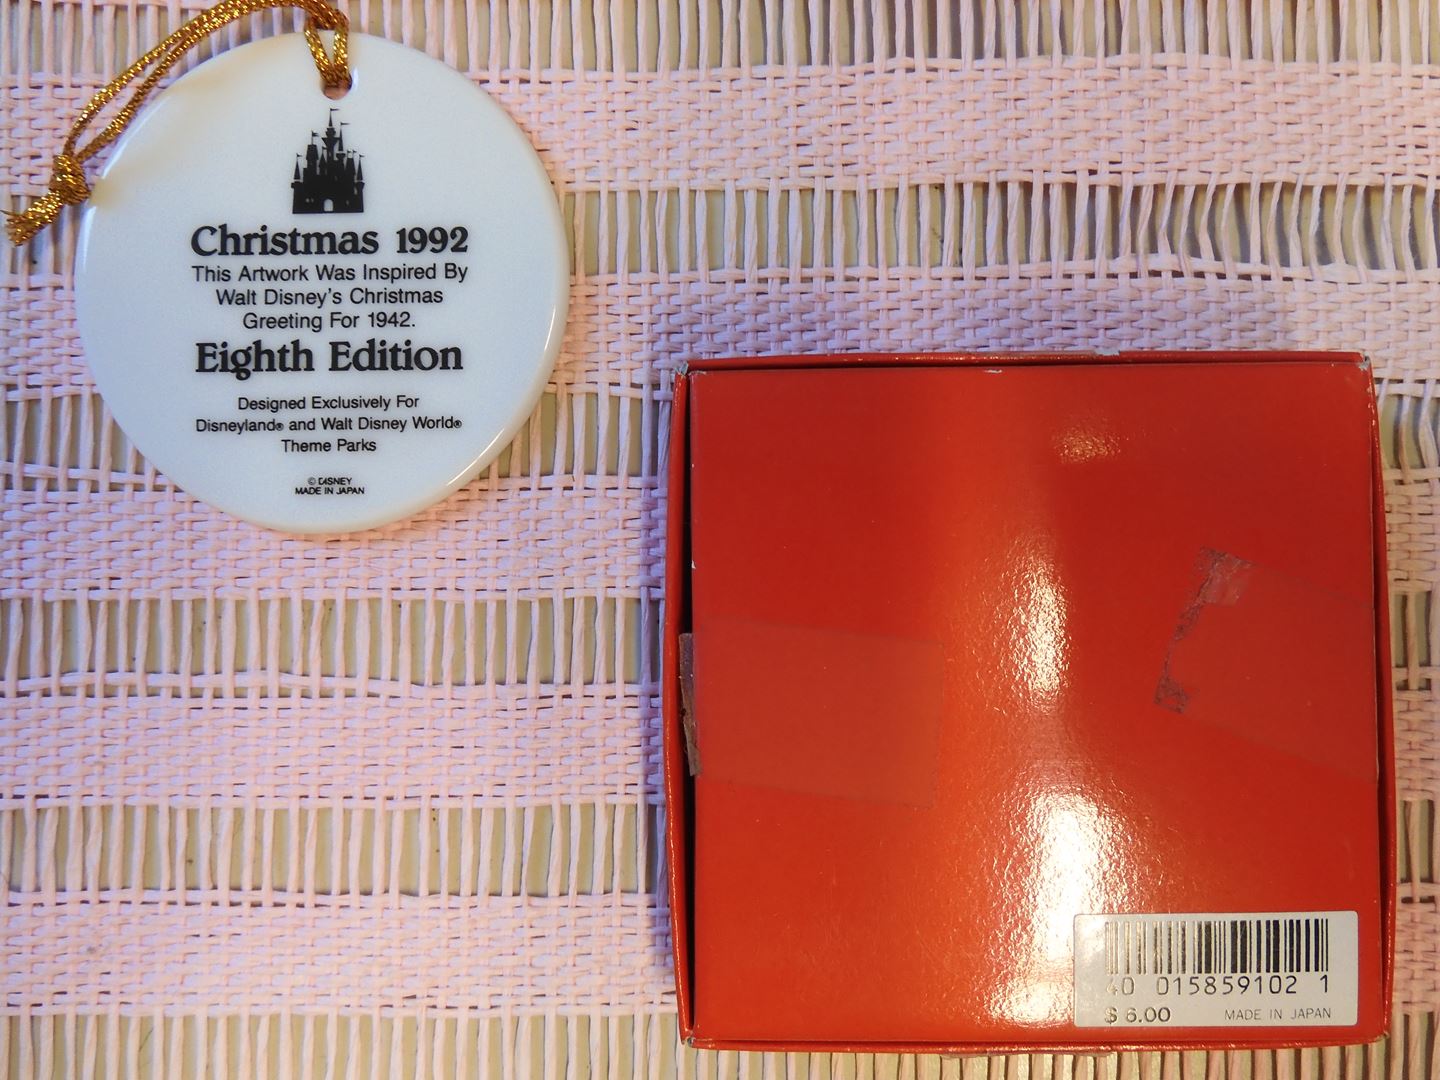 Christmas 1992
This Artwork Was Inspired By
Walt Disney's Christmas
Greeting For 1942.
Eighth Edition
Designed Exclusively For
Disneyland® and Walt Disney World®
Theme Parks
© DISNEY
MADE IN JAPAN
40 015859102 1
$ 6.00 MADE IN JAPAN